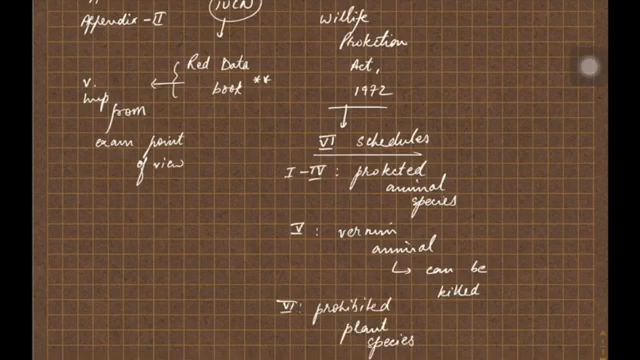 Appendix - II
IUCN
Red Data
book **
v.
Imp
from
exam point
of view
Willife
Protection
Act,
1972
VI schedules
I - IV : protected
animal
species
V : vermin
animal
↳ can be
killed
VI : prohibited
plant
species